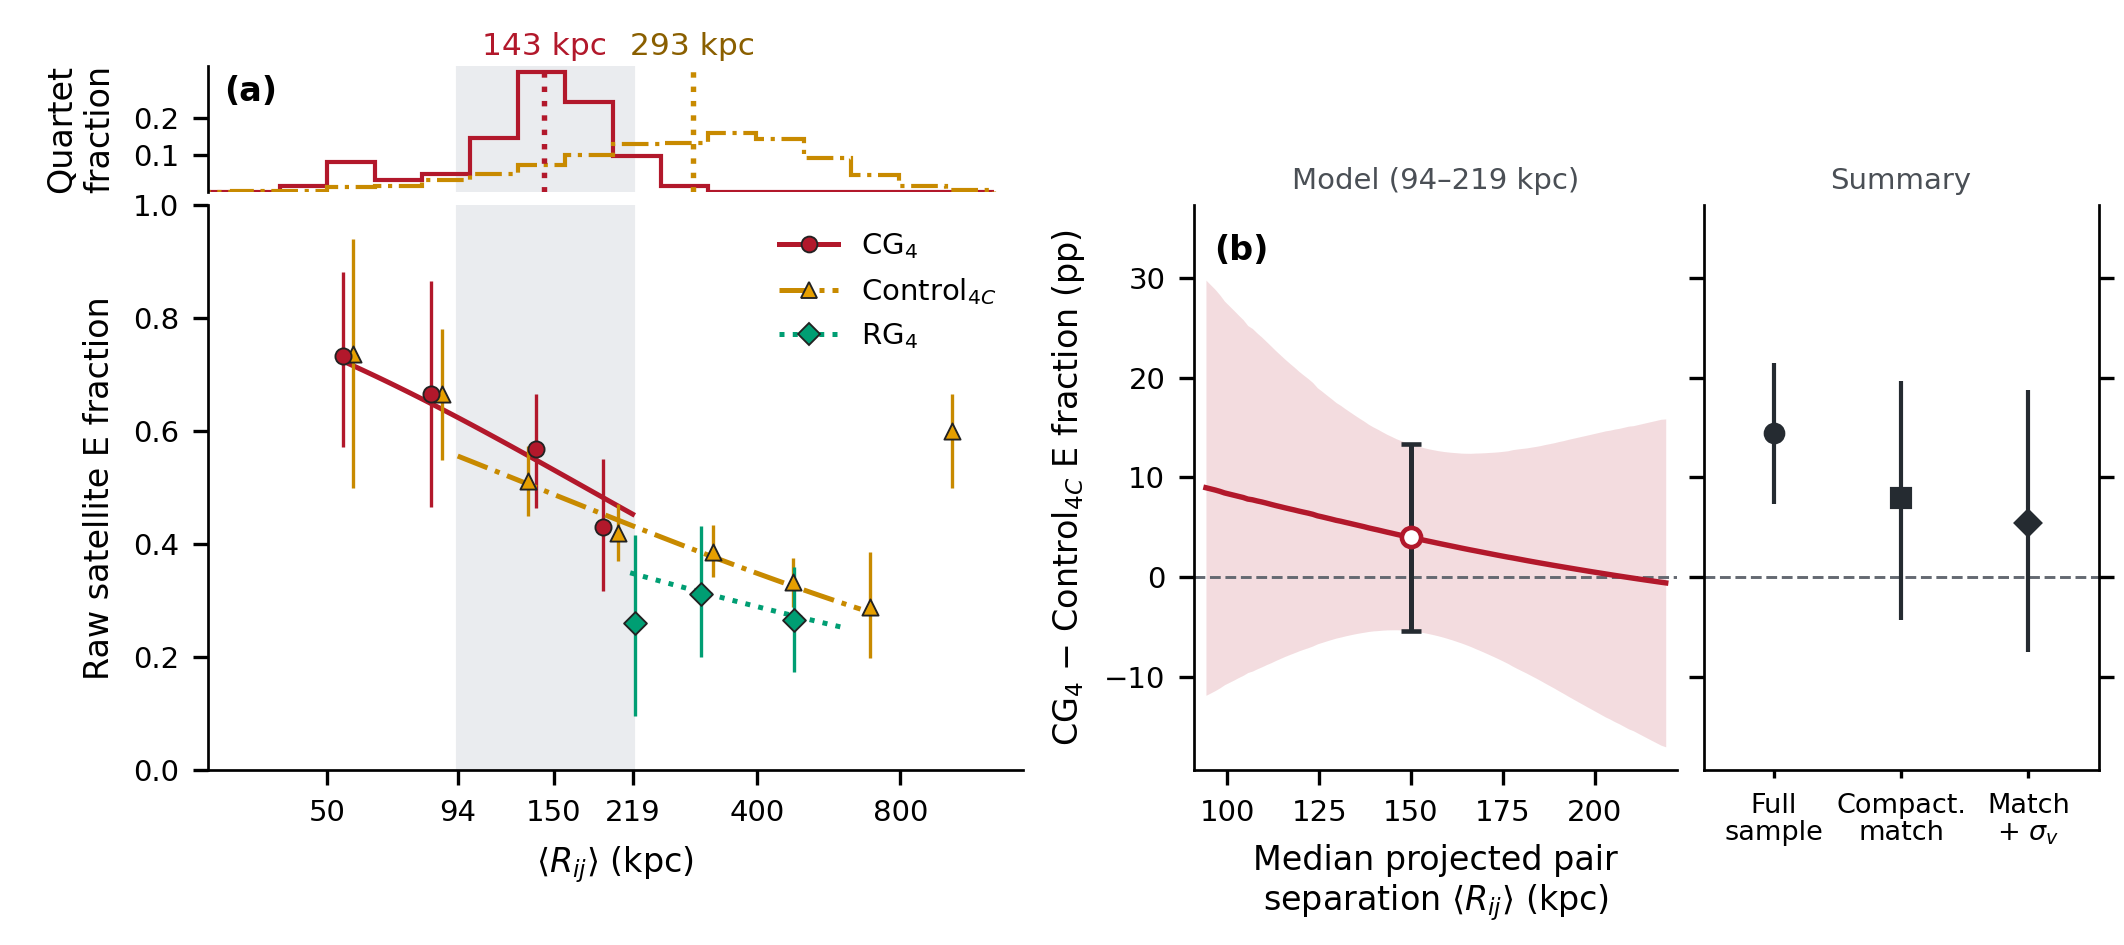 143 kpc 293 kpc
(a)
Quartet
fraction
0.2
0.1
1.0
0.8
0.6
0.4
0.2
0.0
Raw satellite E fraction
CG₄
Control₄C
RG₄
50 94 150 219 400 800
⟨Rᵢⱼ⟩ (kpc)
Model (94–219 kpc)
Summary
(b)
CG₄ − Control₄C E fraction (pp)
30
20
10
0
−10
100 125 150 175 200
Median projected pair
separation ⟨Rᵢⱼ⟩ (kpc)
Full Compact. Match
sample match + σᵥ